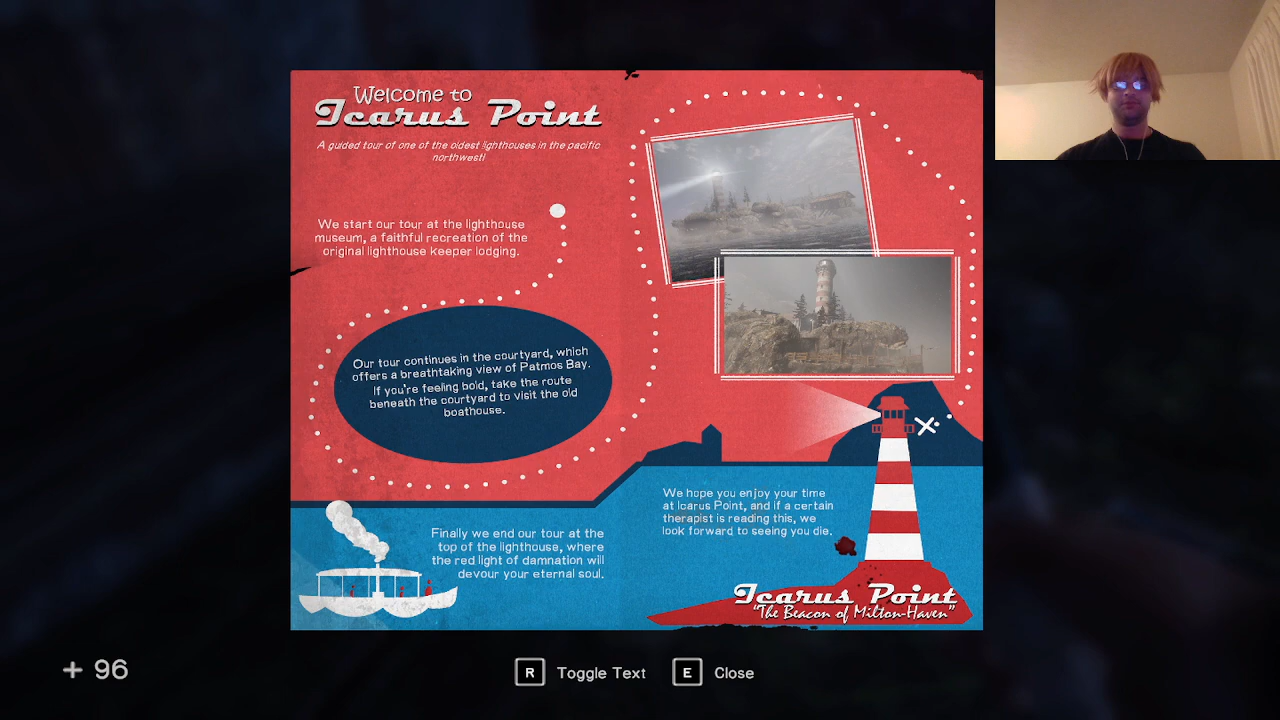 Welcome to
Icarus Point
A guided tour of one of the oldest lighthouses in the pacific
northwest!
We start our tour at the lighthouse
museum, a faithful recreation of the
original lighthouse keeper lodging.
Our tour continues in the courtyard, which
offers a breathtaking view of Patmos Bay.
If you're feeling bold, take the route
beneath the courtyard to visit the old
boathouse.
Finally we end our tour at the
top of the lighthouse, where
the red light of damnation will
devour your eternal soul.
We hope you enjoy your time
at Icarus Point, and if a certain
therapist is reading this, we
look forward to seeing you die.
Icarus Point
"The Beacon of Milton-Haven"
+ 96
R Toggle Text E Close